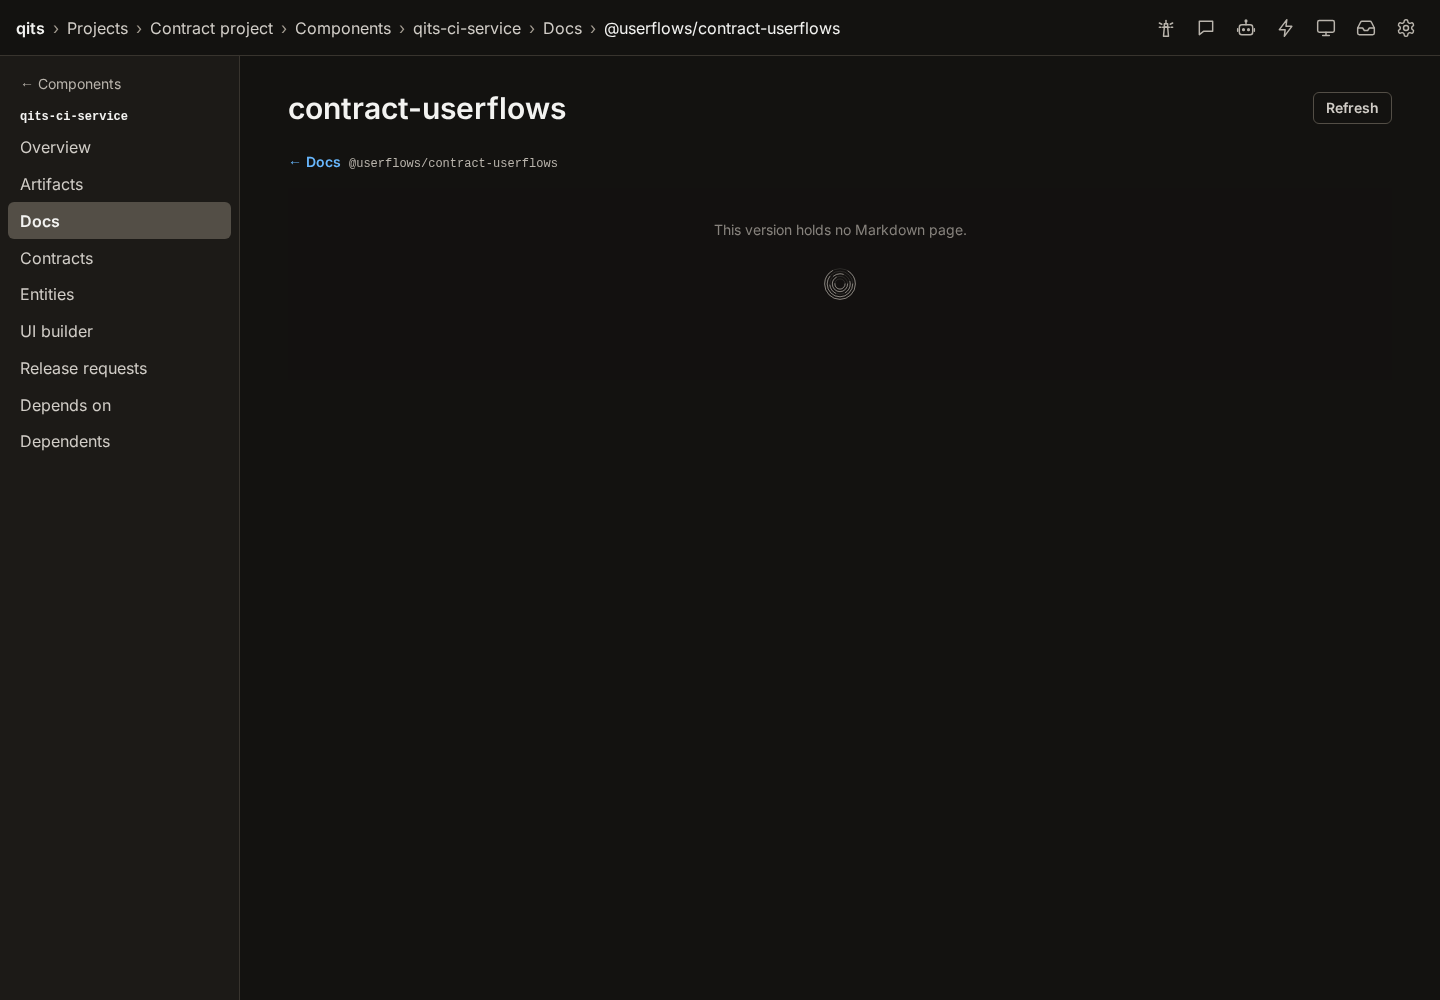 qits › Projects › Contract project › Components › qits-ci-service › Docs › @userflows/contract-userflows
← Components
qits-ci-service
Overview
Artifacts
Docs
Contracts
Entities
UI builder
Release requests
Depends on
Dependents
contract-userflows
Refresh
← Docs @userflows/contract-userflows
This version holds no Markdown page.